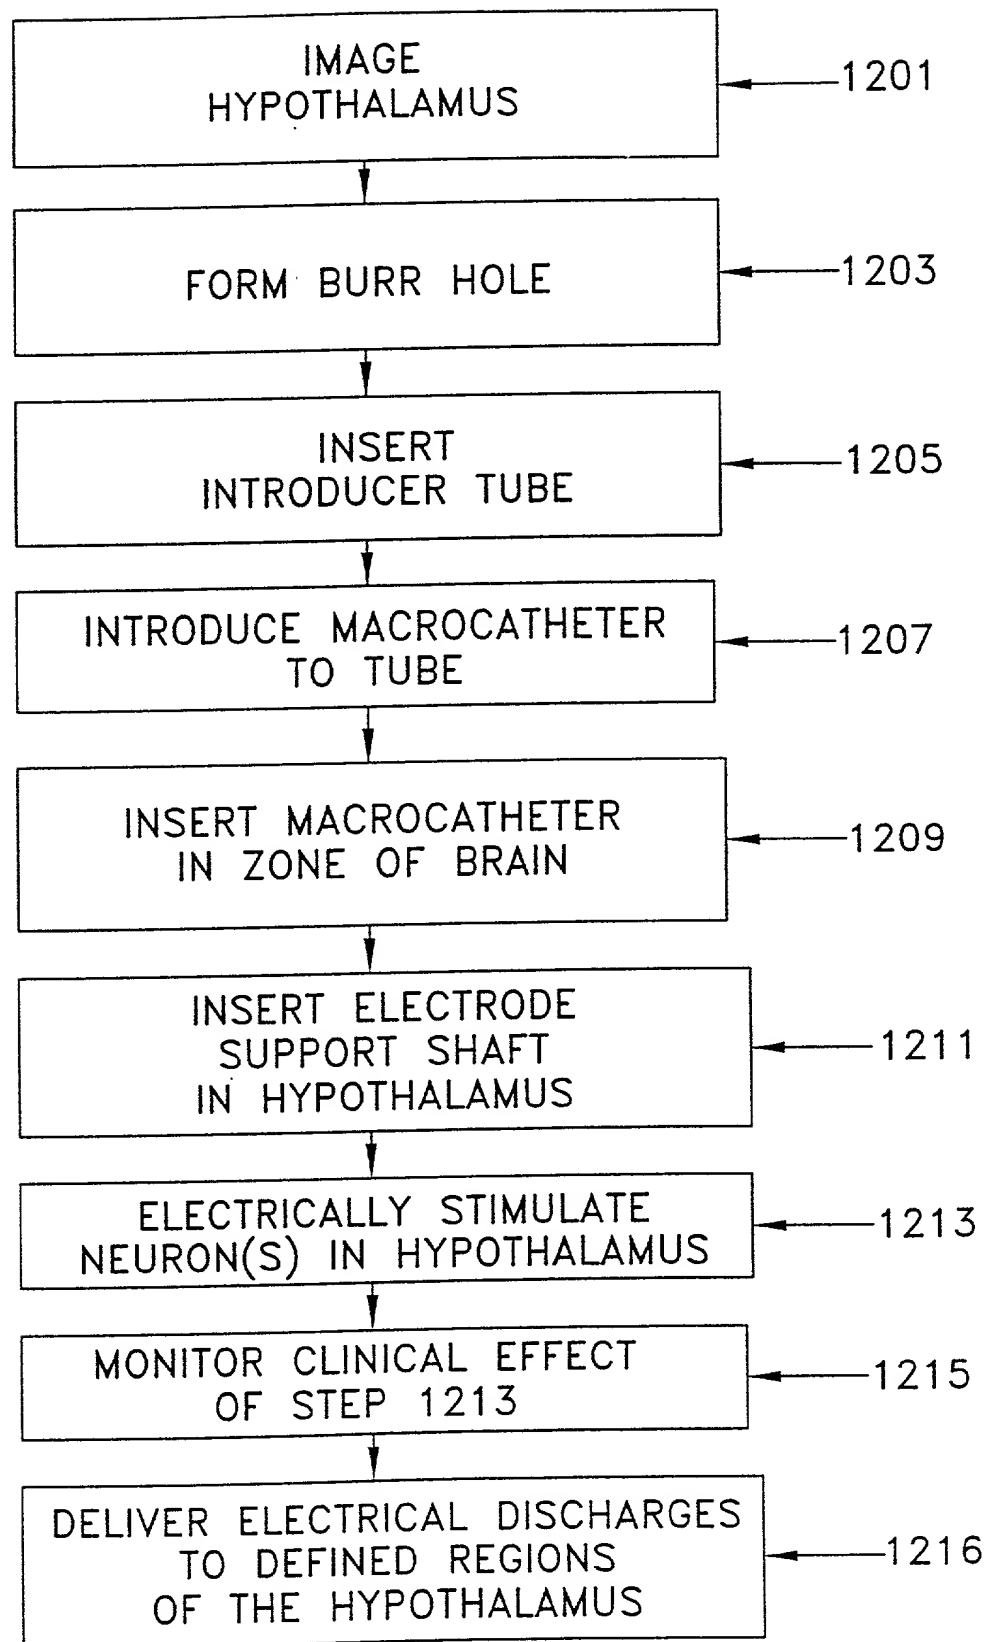 IMAGE
HYPOTHALAMUS
1201
FORM BURR HOLE
1203
INSERT
INTRODUCER TUBE
1205
INTRODUCE MACROCATHETER
TO TUBE
1207
INSERT MACROCATHETER
IN ZONE OF BRAIN
1209
INSERT ELECTRODE
SUPPORT SHAFT
IN HYPOTHALAMUS
1211
ELECTRICALLY STIMULATE
NEURON(S) IN HYPOTHALAMUS
1213
MONITOR CLINICAL EFFECT
OF STEP 1213
1215
DELIVER ELECTRICAL DISCHARGES
TO DEFINED REGIONS
OF THE HYPOTHALAMUS
1216